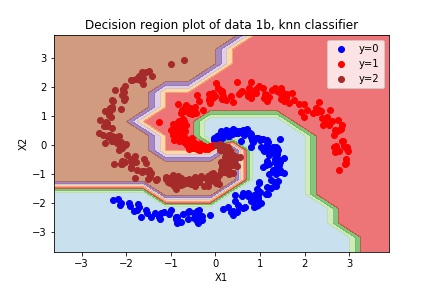 Decision region plot of data 1b, knn classifier
y=0
y=1
y=2
3
2
1
0
−1
−2
−3
X2
−3
−2
−1
0
1
2
3
X1